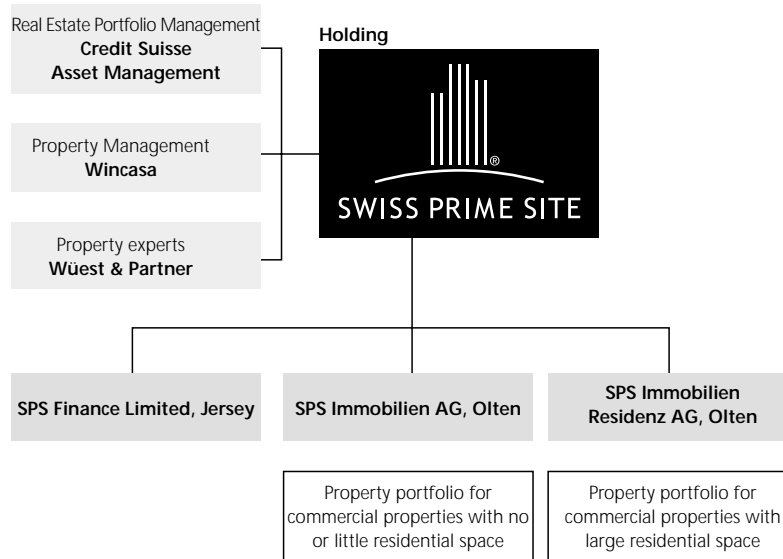 Real Estate Portfolio Management
Credit Suisse
Asset Management
Property Management
Wincasa
Property experts
Wüest & Partner
Holding
®
SWISS PRIME SITE
SPS Finance Limited, Jersey
SPS Immobilien AG, Olten
SPS Immobilien
Residenz AG, Olten
Property portfolio for
commercial properties with no
or little residential space
Property portfolio for
commercial properties with
large residential space